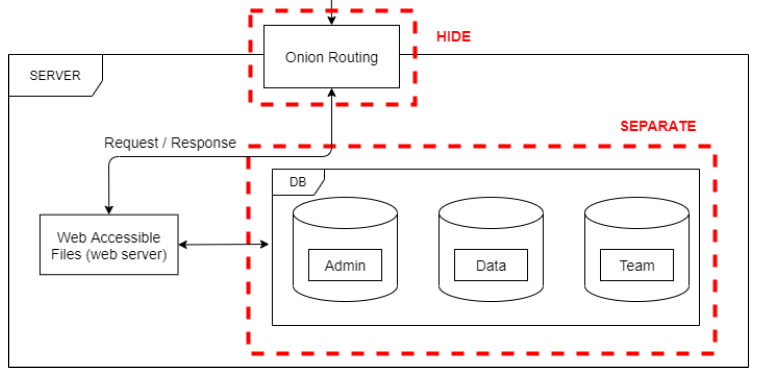 HIDE
Onion Routing
SERVER
SEPARATE
Request / Response
DB
Web Accessible
Files (web server)
Admin
Data
Team